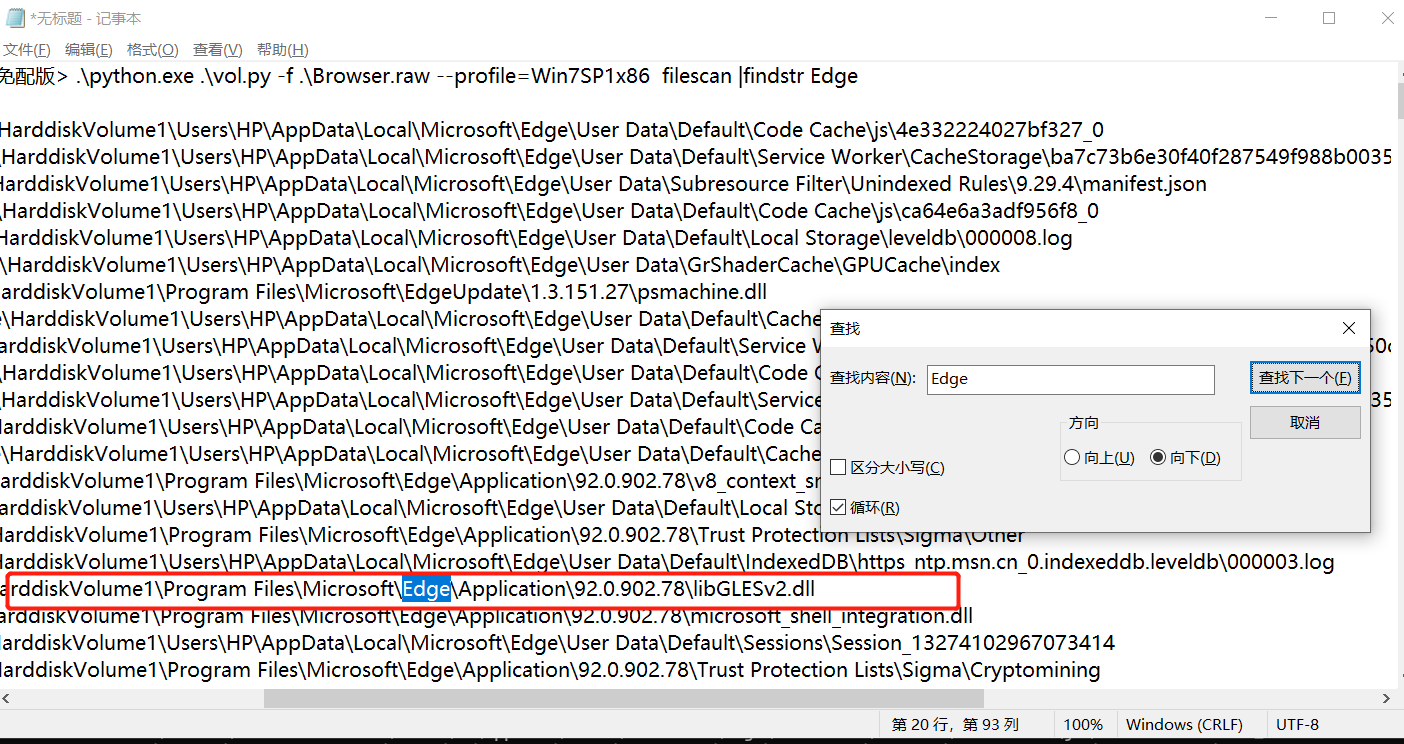 *无标题 - 记事本
文件(F) 编辑(E) 格式(O) 查看(V) 帮助(H)
免配版> .\python.exe .\vol.py -f .\Browser.raw --profile=Win7SP1x86 filescan |findstr Edge
HarddiskVolume1\Users\HP\AppData\Local\Microsoft\Edge\User Data\Default\Code Cache\js\4e332224027bf327_0
\HarddiskVolume1\Users\HP\AppData\Local\Microsoft\Edge\User Data\Default\Service Worker\CacheStorage\ba7c73b6e30f40f287549f988b0035
HarddiskVolume1\Users\HP\AppData\Local\Microsoft\Edge\User Data\Subresource Filter\Unindexed Rules\9.29.4\manifest.json
\HarddiskVolume1\Users\HP\AppData\Local\Microsoft\Edge\User Data\Default\Code Cache\js\ca64e6a3adf956f8_0
HarddiskVolume1\Users\HP\AppData\Local\Microsoft\Edge\User Data\Default\Local Storage\leveldb\000008.log
\HarddiskVolume1\Users\HP\AppData\Local\Microsoft\Edge\User Data\GrShaderCache\GPUCache\index
arddiskVolume1\Program Files\Microsoft\EdgeUpdate\1.3.151.27\psmachine.dll
e\HarddiskVolume1\Users\HP\AppData\Local\Microsoft\Edge\User Data\Default\Cache
arddiskVolume1\Users\HP\AppData\Local\Microsoft\Edge\User Data\Default\Service
\HarddiskVolume1\Users\HP\AppData\Local\Microsoft\Edge\User Data\Default\Code
\HarddiskVolume1\Users\HP\AppData\Local\Microsoft\Edge\User Data\Default\Service 35
HarddiskVolume1\Users\HP\AppData\Local\Microsoft\Edge\User Data\Default\Code Ca
e\HarddiskVolume1\Users\HP\AppData\Local\Microsoft\Edge\User Data\Default\Cache
arddiskVolume1\Program Files\Microsoft\Edge\Application\92.0.902.78\v8_context_sn
HarddiskVolume1\Users\HP\AppData\Local\Microsoft\Edge\User Data\Default\Local Sto
arddiskVolume1\Program Files\Microsoft\Edge\Application\92.0.902.78\Trust Protection Lists\Sigma\Other
HarddiskVolume1\Users\HP\AppData\Local\Microsoft\Edge\User Data\Default\IndexedDB\https_ntp.msn.cn_0.indexeddb.leveldb\000003.log
arddiskVolume1\Program Files\Microsoft\Edge\Application\92.0.902.78\libGLESv2.dll
arddiskVolume1\Program Files\Microsoft\Edge\Application\92.0.902.78\microsoft_shell_integration.dll
HarddiskVolume1\Users\HP\AppData\Local\Microsoft\Edge\User Data\Default\Sessions\Session_13274102967073414
HarddiskVolume1\Program Files\Microsoft\Edge\Application\92.0.902.78\Trust Protection Lists\Sigma\Cryptomining
查找
查找内容(N): Edge 查找下一个(F)
取消
方向
向上(U) 向下(D)
区分大小写(C)
循环(R)
第 20 行，第 93 列 100% Windows (CRLF) UTF-8